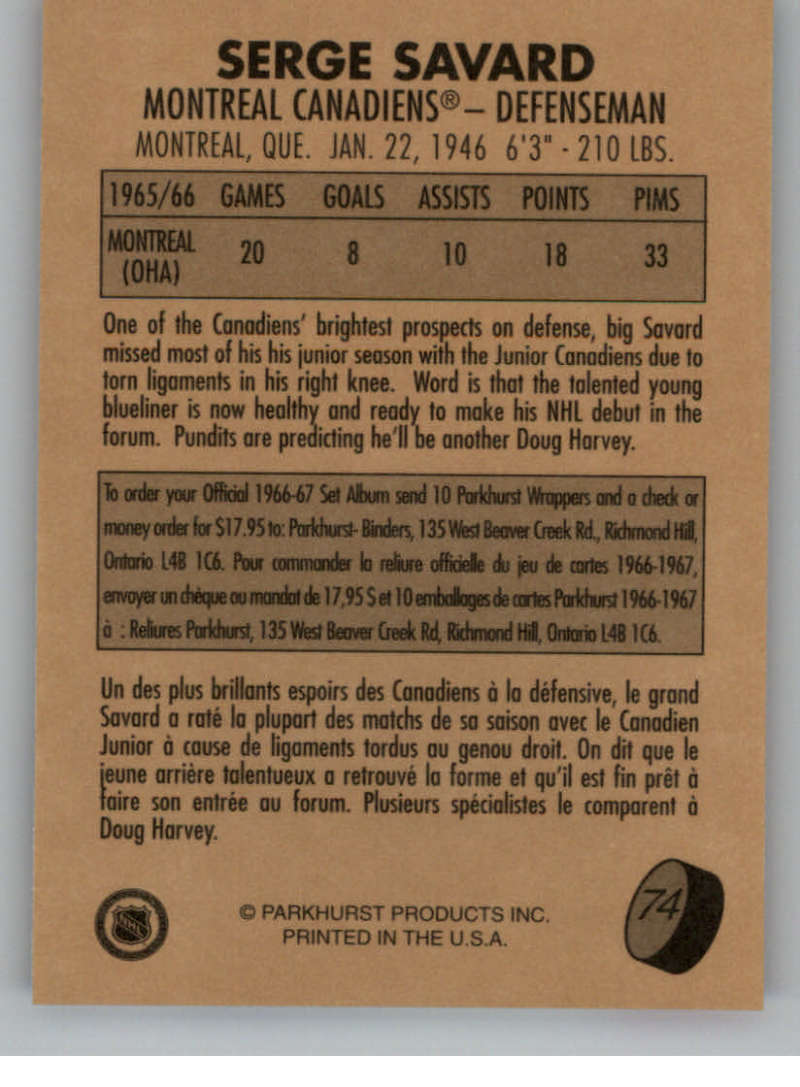 SERGE SAVARD
MONTREAL CANADIENS® – DEFENSEMAN
MONTREAL, QUE. JAN. 22, 1946 6'3" - 210 LBS.
1965/66 GAMES GOALS ASSISTS POINTS PIMS
MONTREAL (OHA) 20 8 10 18 33
One of the Canadiens' brightest prospects on defense, big Savard
missed most of his his junior season with the Junior Canadiens due to
torn ligaments in his right knee. Word is that the talented young
blueliner is now healthy and ready to make his NHL debut in the
forum. Pundits are predicting he'll be another Doug Harvey.
To order your Official 1966-67 Set Album send 10 Parkhurst Wrappers and a check or
money order for $17.95 to: Parkhurst- Binders, 135 West Beaver Creek Rd., Richmond Hill,
Ontario L4B 1C6. Pour commander la reliure officielle du jeu de cartes 1966-1967,
envoyer un chèque ou mandat de 17,95 $ et 10 emballages de cartes Parkhurst 1966-1967
à : Reliures Parkhurst, 135 West Beaver Creek Rd, Richmond Hill, Ontario L4B 1C6.
Un des plus brillants espoirs des Canadiens à la défensive, le grand
Savard a raté la plupart des matchs de sa saison avec le Canadien
Junior à cause de ligaments tordus au genou droit. On dit que le
jeune arrière talentueux a retrouvé la forme et qu'il est fin prêt à
faire son entrée au forum. Plusieurs spécialistes le comparent à
Doug Harvey.
NHL
© PARKHURST PRODUCTS INC.
PRINTED IN THE U.S.A.
74